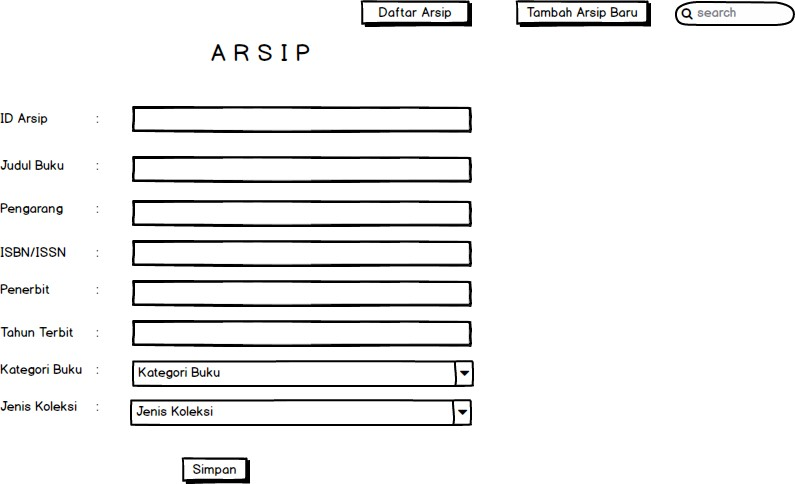 Daftar Arsip
Tambah Arsip Baru
search
ARSIP
ID Arsip :
Judul Buku :
Pengarang :
ISBN/ISSN :
Penerbit :
Tahun Terbit :
Kategori Buku : Kategori Buku
Jenis Koleksi : Jenis Koleksi
Simpan